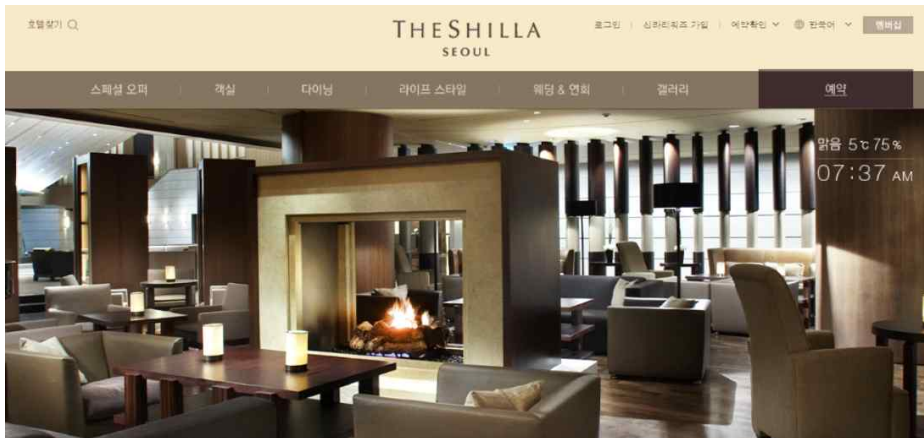 호텔찾기
THE SHILLA
SEOUL
로그인 신라리워즈 가입 예약확인 한국어 멤버십
스페셜 오퍼 객실 다이닝 라이프 스타일 웨딩 & 연회 갤러리 예약
맑음 5℃ 75%
07:37 AM